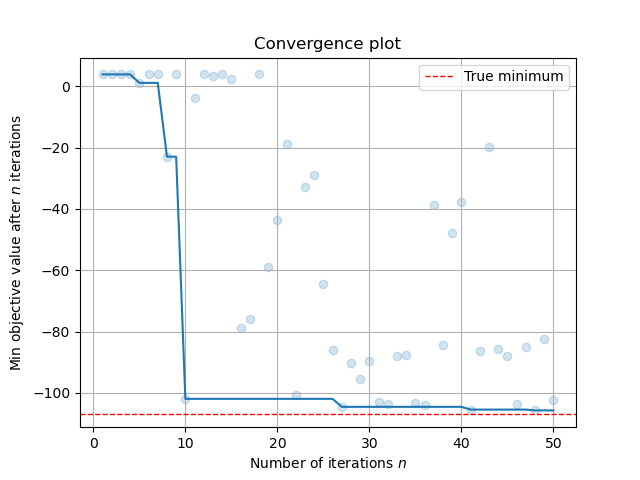 Convergence plot
True minimum
Min objective value after n iterations
0
−20
−40
−60
−80
−100
0 10 20 30 40 50
Number of iterations n